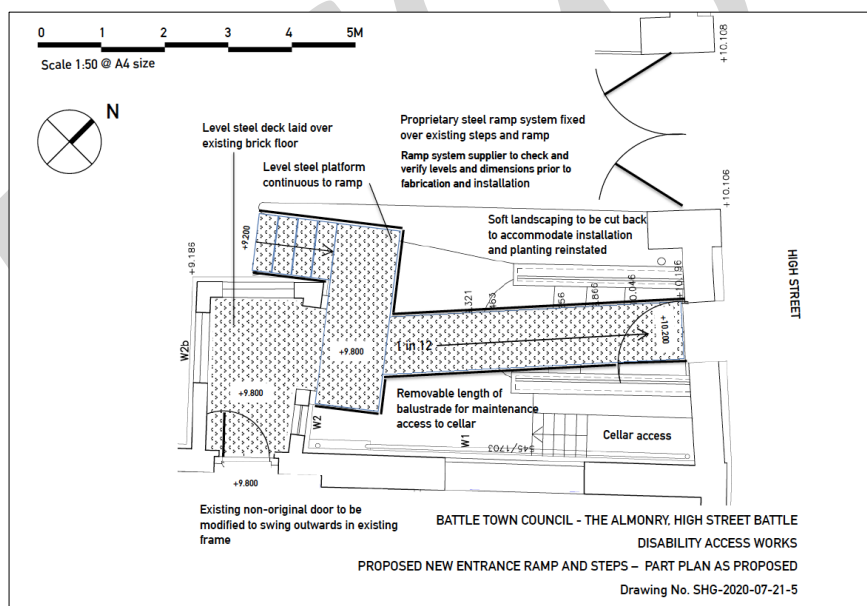 0 1 2 3 4 5M
Scale 1:50 @ A4 size
N
+10.108
Level steel deck laid over
existing brick floor
Level steel platform
continuous to ramp
Proprietary steel ramp system fixed
over existing steps and ramp
Ramp system supplier to check and
verify levels and dimensions prior to
fabrication and installation
+10.106
Soft landscaping to be cut back
to accommodate installation
and planting reinstated
HIGH STREET
+9.186
+9.200
+10.196
1 in 12
+10.200
W2b
+9.800
+9.800
Removable length of
balustrade for maintenance
access to cellar
W2
W1
545/1703
Cellar access
+9.800
Existing non-original door to be
modified to swing outwards in existing
frame
BATTLE TOWN COUNCIL - THE ALMONRY, HIGH STREET BATTLE
DISABILITY ACCESS WORKS
PROPOSED NEW ENTRANCE RAMP AND STEPS – PART PLAN AS PROPOSED
Drawing No. SHG-2020-07-21-5